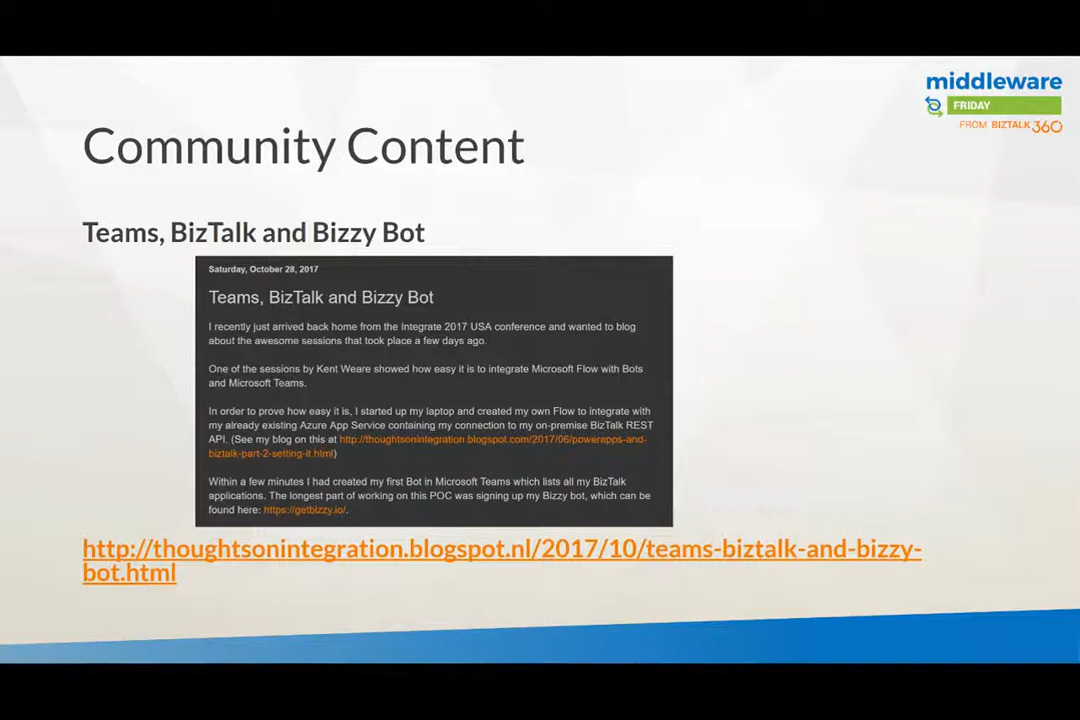 middleware
FRIDAY
FROM BIZTALK 360
Community Content
Teams, BizTalk and Bizzy Bot
Saturday, October 28, 2017
Teams, BizTalk and Bizzy Bot
I recently just arrived back home from the Integrate 2017 USA conference and wanted to blog
about the awesome sessions that took place a few days ago.
One of the sessions by Kent Weare showed how easy it is to integrate Microsoft Flow with Bots
and Microsoft Teams.
In order to prove how easy it is, I started up my laptop and created my own Flow to integrate with
my already existing Azure App Service containing my connection to my on-premise BizTalk REST
API. (See my blog on this at http://thoughtsonintegration.blogspot.com/2017/06/powerapps-and-
biztalk-part-2-setting-it.html)
Within a few minutes I had created my first Bot in Microsoft Teams which lists all my BizTalk
applications. The longest part of working on this POC was signing up my Bizzy bot, which can be
found here: https://getbizzy.io/.
http://thoughtsonintegration.blogspot.nl/2017/10/teams-biztalk-and-bizzy-
bot.html